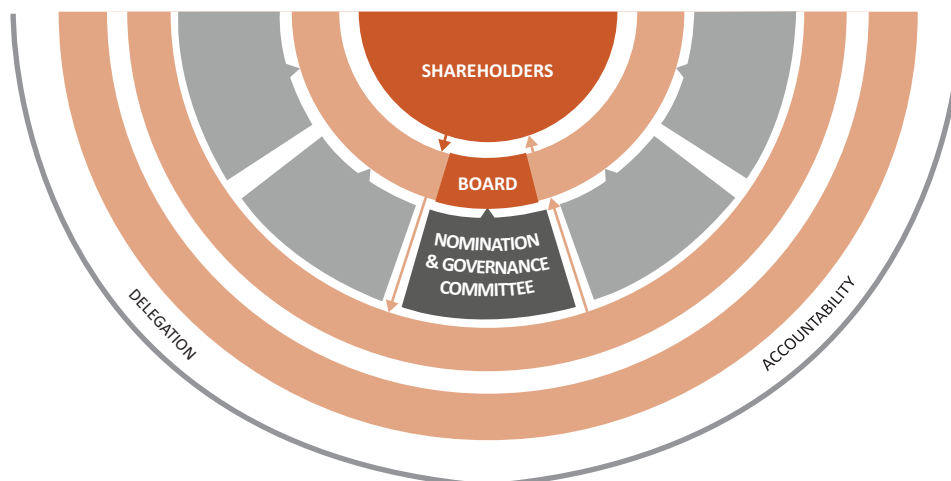 SHAREHOLDERS
BOARD
NOMINATION
& GOVERNANCE
COMMITTEE
DELEGATION
ACCOUNTABILITY